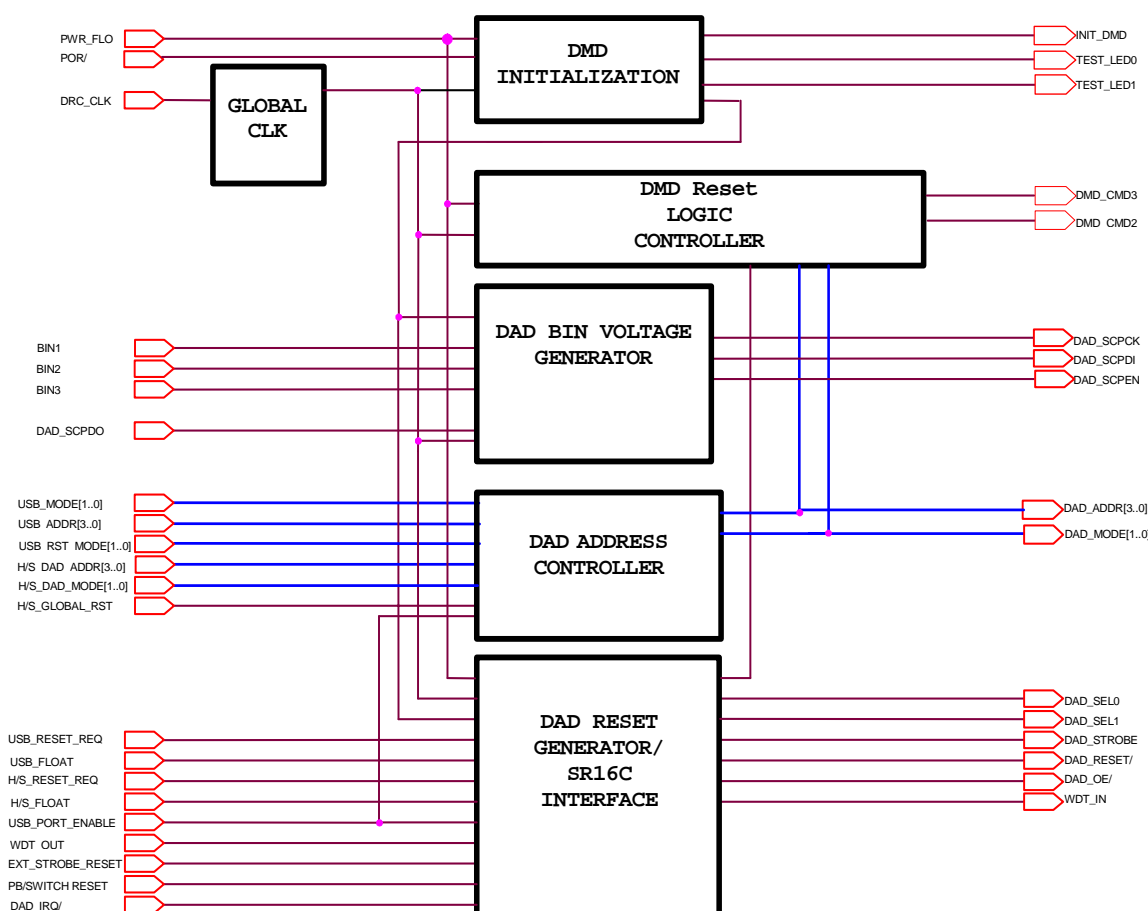 PWR_FLO
POR/
DRC_CLK
GLOBAL
CLK
DMD
INITIALIZATION
INIT_DMD
TEST_LED0
TEST_LED1
DMD Reset
LOGIC
CONTROLLER
DMD_CMD3
DMD CMD2
BIN1
BIN2
BIN3
DAD_SCPDO
DAD BIN VOLTAGE
GENERATOR
DAD_SCPCK
DAD_SCPDI
DAD_SCPEN
USB_MODE[1..0]
USB ADDR[3..0]
USB RST MODE[1..0]
H/S DAD ADDR[3..0]
H/S_DAD_MODE[1..0]
H/S_GLOBAL_RST
DAD ADDRESS
CONTROLLER
DAD_ADDR[3..0]
DAD_MODE[1..0]
USB_RESET_REQ
USB_FLOAT
H/S_RESET_REQ
H/S_FLOAT
USB_PORT_ENABLE
WDT OUT
EXT_STROBE_RESET
PB/SWITCH RESET
DAD IRQ/
DAD RESET
GENERATOR/
SR16C
INTERFACE
DAD_SEL0
DAD_SEL1
DAD_STROBE
DAD_RESET/
DAD_OE/
WDT_IN